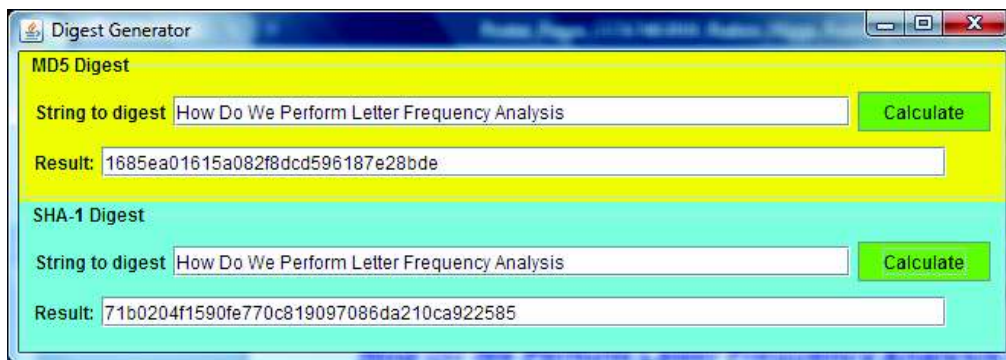 Digest Generator
MD5 Digest
String to digest How Do We Perform Letter Frequency Analysis Calculate
Result: 1685ea01615a082f8dcd596187e28bde
SHA-1 Digest
String to digest How Do We Perform Letter Frequency Analysis Calculate
Result: 71b0204f1590fe770c819097086da210ca922585